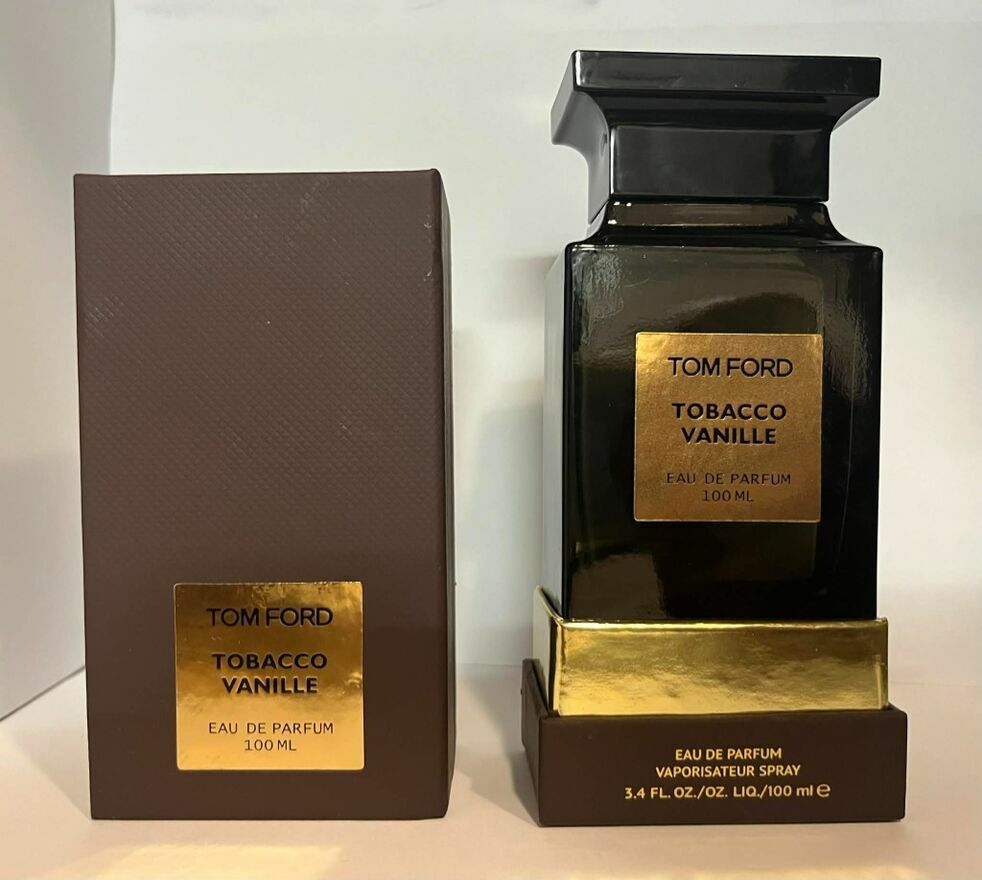 TOM FORD
TOBACCO
VANILLE
EAU DE PARFUM
100 ML
TOM FORD
TOBACCO
VANILLE
EAU DE PARFUM
100 ML
EAU DE PARFUM
VAPORISATEUR SPRAY
3.4 FL. OZ./OZ. LIQ./100 ml ℮